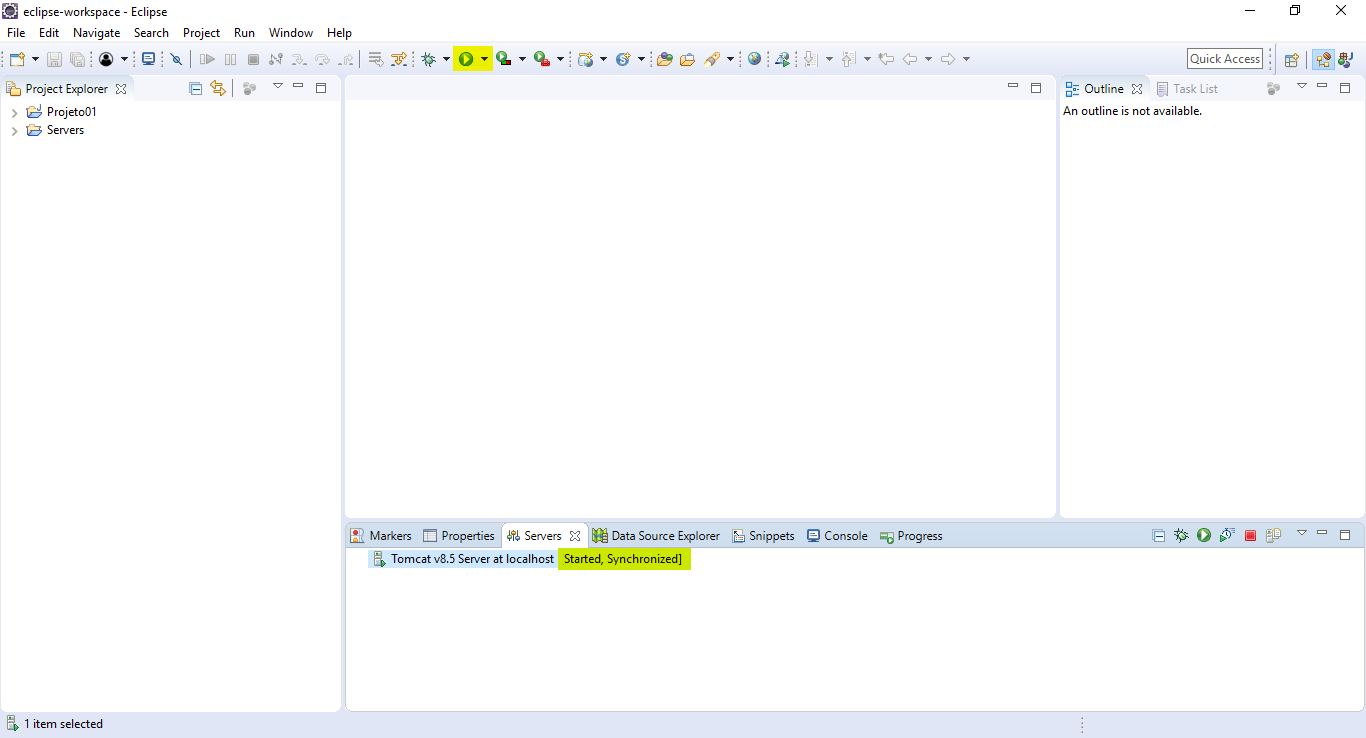 eclipse-workspace - Eclipse
File Edit Navigate Search Project Run Window Help
Quick Access
Project Explorer
Projeto01
Servers
Outline Task List
An outline is not available.
Markers Properties Servers Data Source Explorer Snippets Console Progress
Tomcat v8.5 Server at localhost Started, Synchronized]
1 item selected